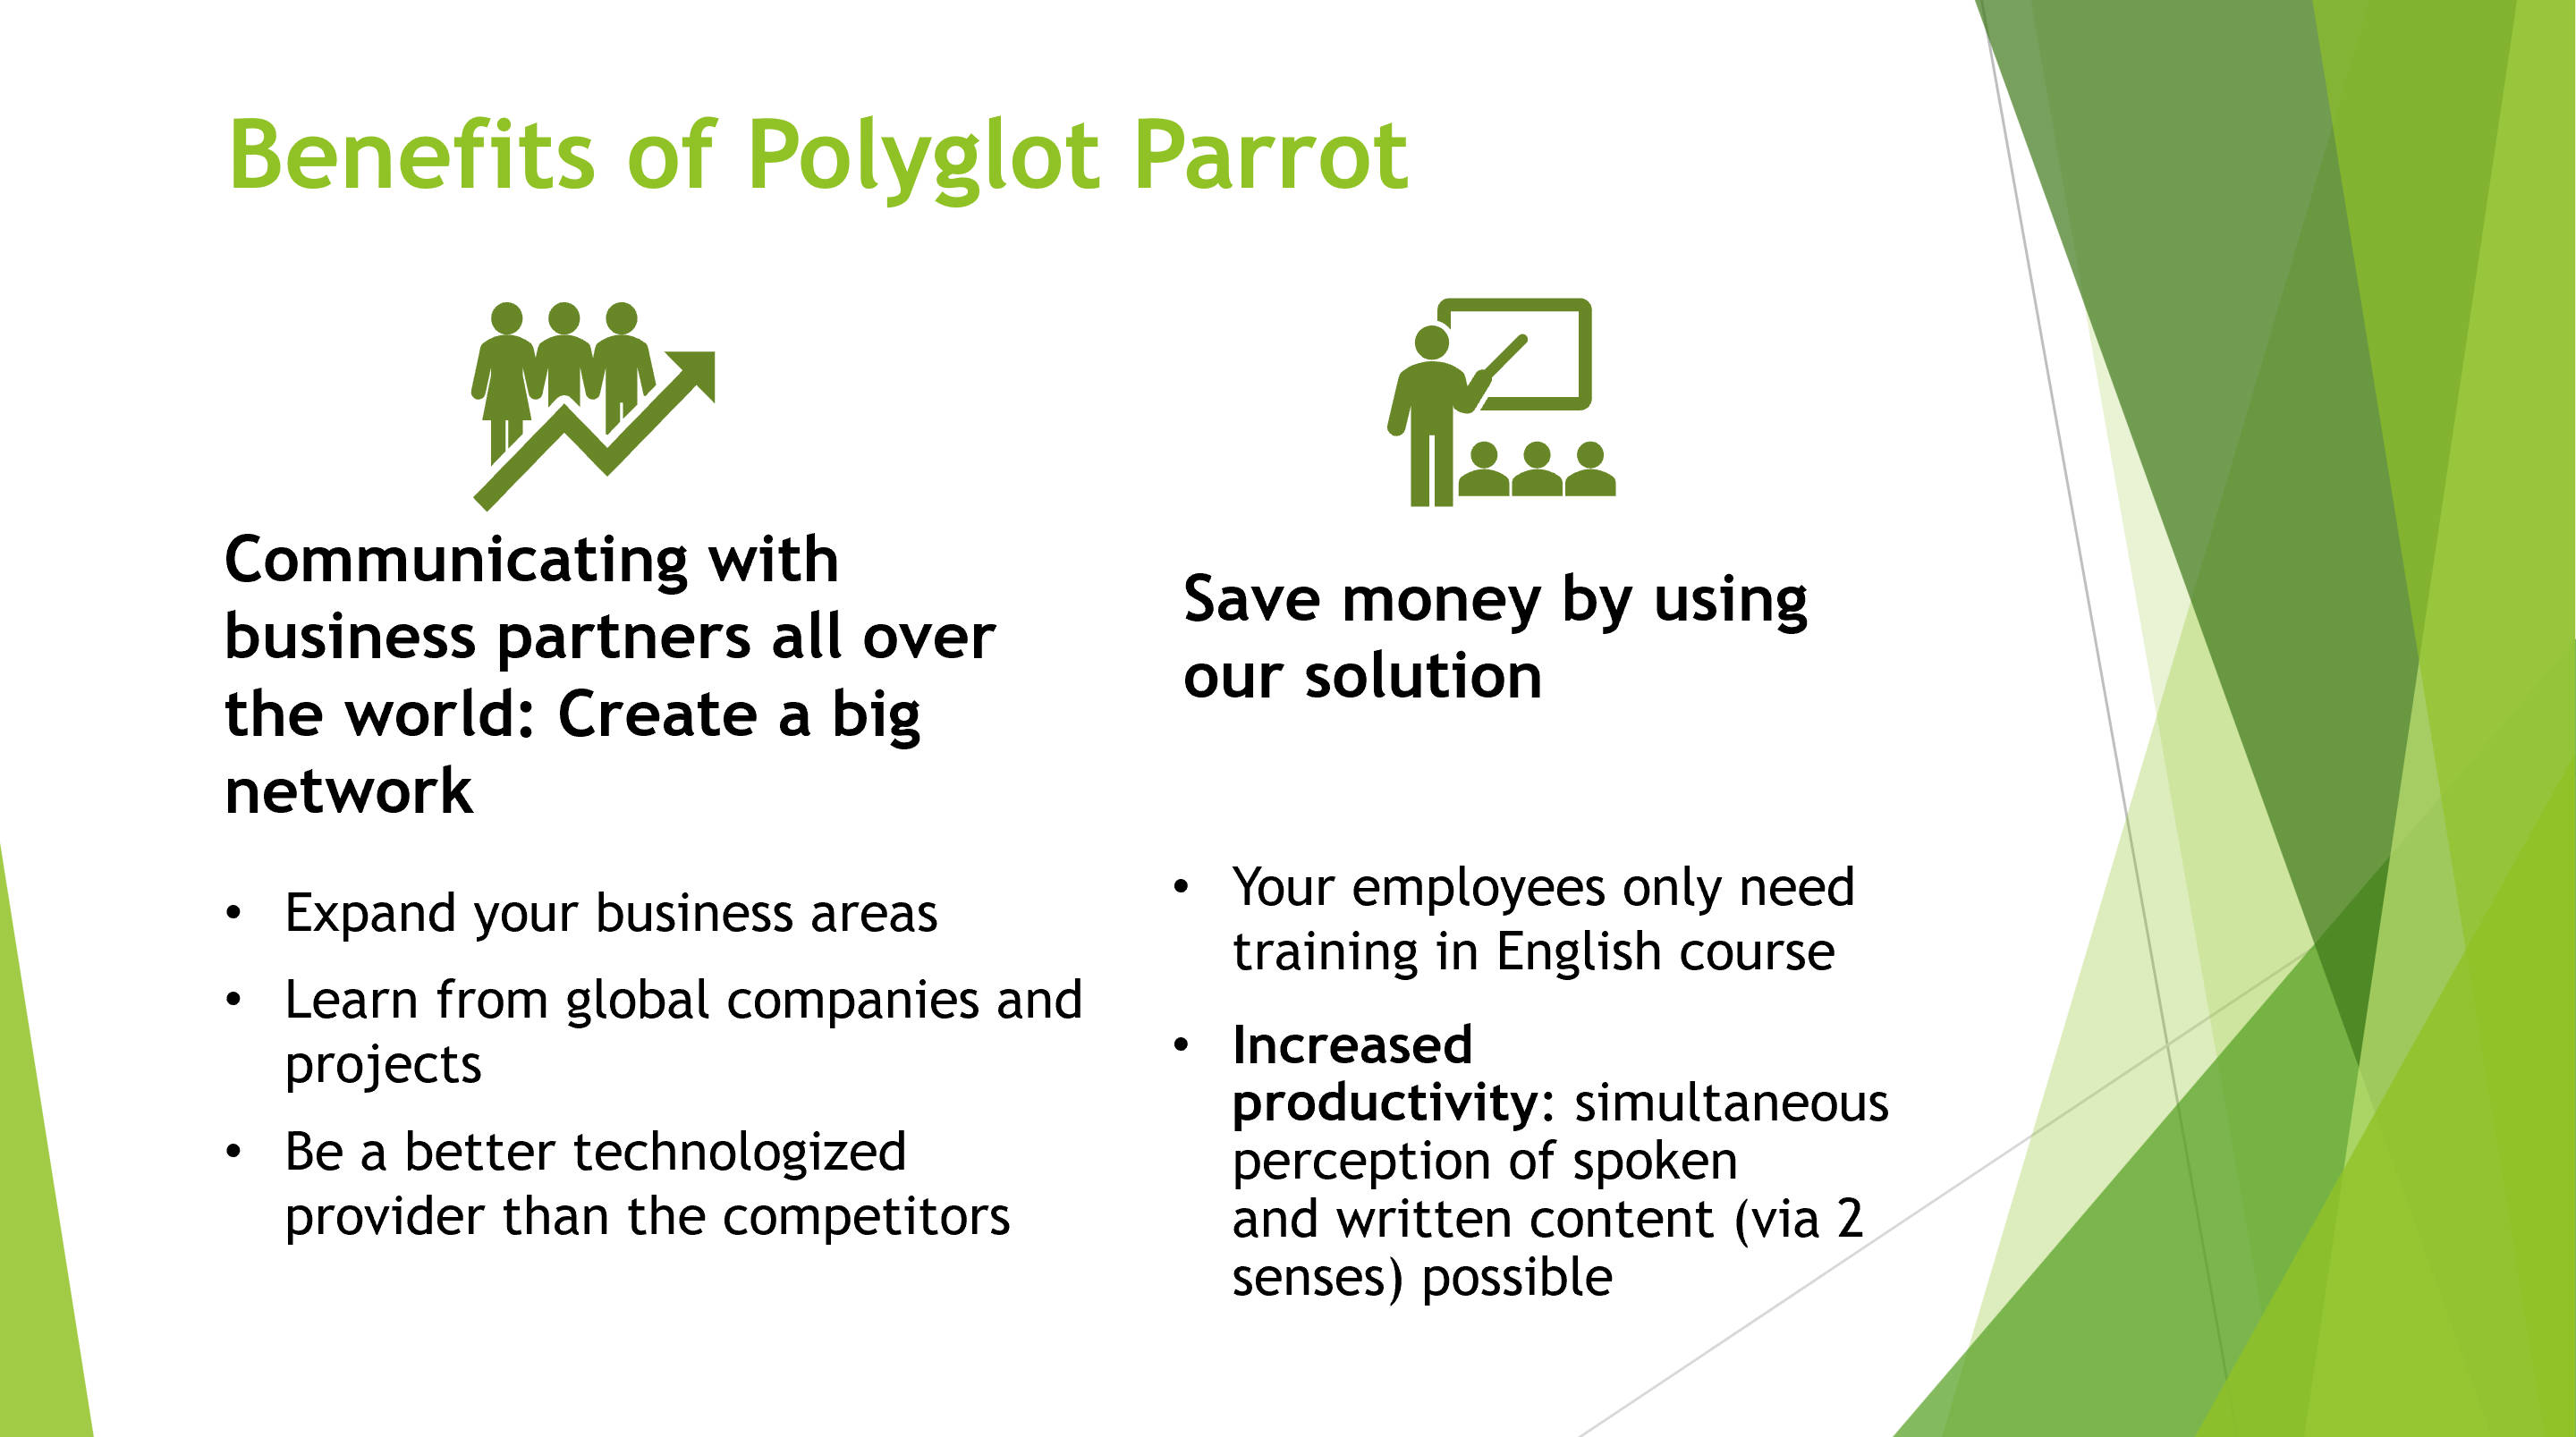 Benefits of Polyglot Parrot
Communicating with
business partners all over
the world: Create a big
network
• Expand your business areas
• Learn from global companies and
projects
• Be a better technologized
provider than the competitors
Save money by using
our solution
• Your employees only need
training in English course
• Increased
productivity: simultaneous
perception of spoken
and written content (via 2
senses) possible